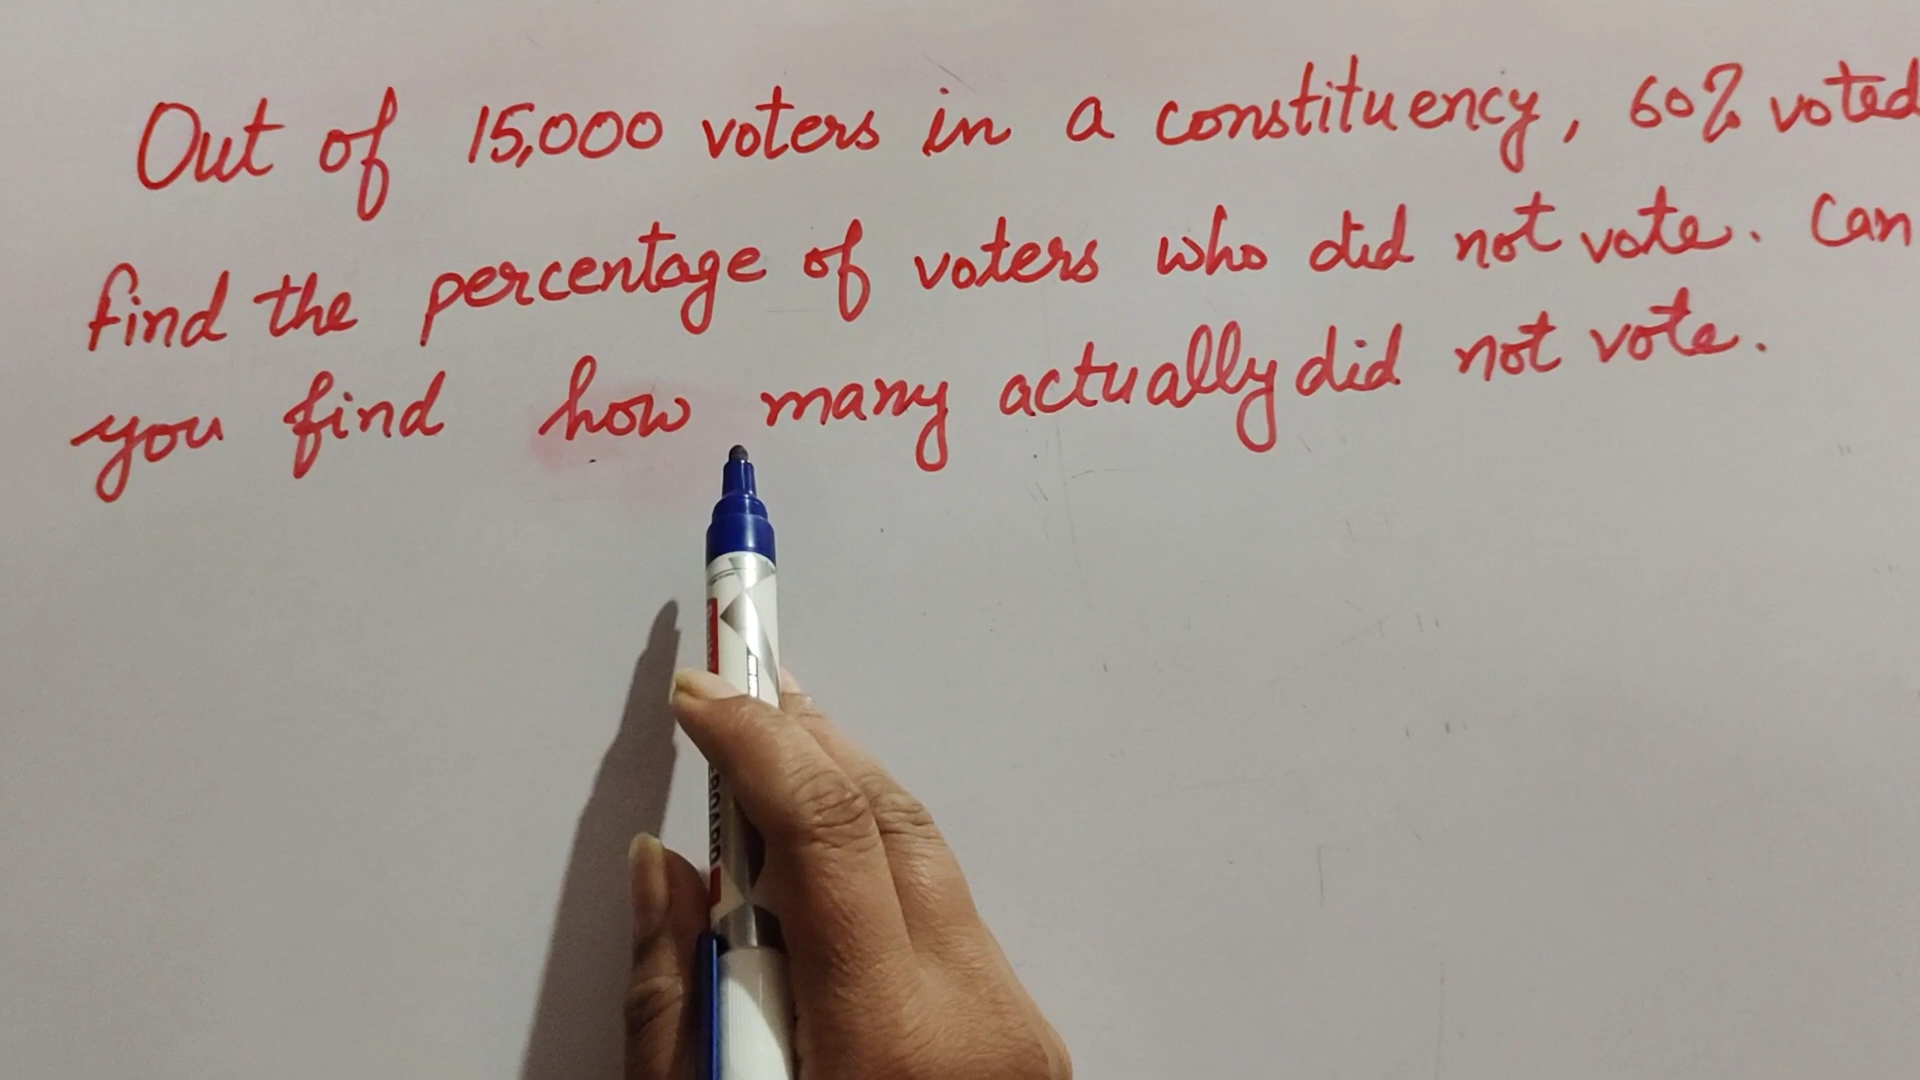 Out of 15,000 voters in a constituency, 60% voted
find the percentage of voters who did not vote. Can
you find how many actually did not vote.